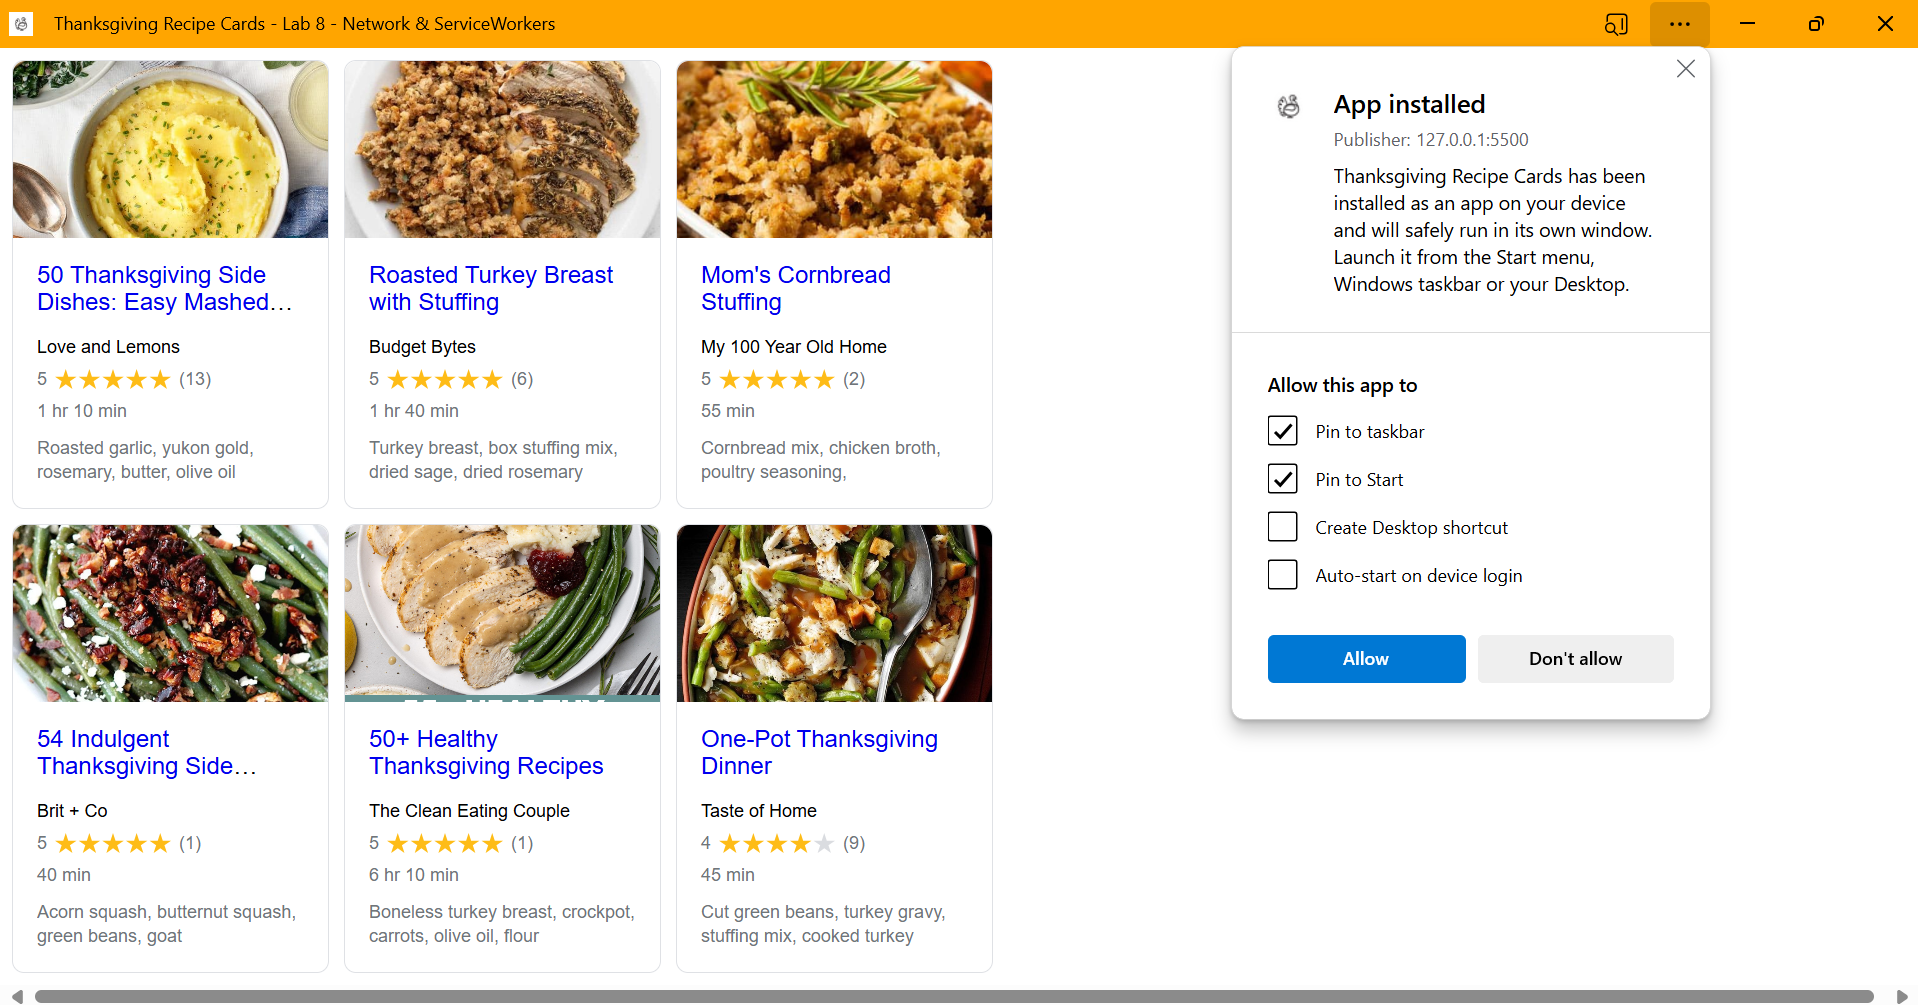 Thanksgiving Recipe Cards - Lab 8 - Network & ServiceWorkers
50 Thanksgiving Side
Dishes: Easy Mashed...
Love and Lemons
5 ★★★★★ (13)
1 hr 10 min
Roasted garlic, yukon gold,
rosemary, butter, olive oil
Roasted Turkey Breast
with Stuffing
Budget Bytes
5 ★★★★★ (6)
1 hr 40 min
Turkey breast, box stuffing mix,
dried sage, dried rosemary
Mom's Cornbread
Stuffing
My 100 Year Old Home
5 ★★★★★ (2)
55 min
Cornbread mix, chicken broth,
poultry seasoning,
54 Indulgent
Thanksgiving Side...
Brit + Co
5 ★★★★★ (1)
40 min
Acorn squash, butternut squash,
green beans, goat
50+ Healthy
Thanksgiving Recipes
The Clean Eating Couple
5 ★★★★★ (1)
6 hr 10 min
Boneless turkey breast, crockpot,
carrots, olive oil, flour
One-Pot Thanksgiving
Dinner
Taste of Home
4 ★★★★★ (9)
45 min
Cut green beans, turkey gravy,
stuffing mix, cooked turkey
App installed
Publisher: 127.0.0.1:5500
Thanksgiving Recipe Cards has been
installed as an app on your device
and will safely run in its own window.
Launch it from the Start menu,
Windows taskbar or your Desktop.
Allow this app to
Pin to taskbar
Pin to Start
Create Desktop shortcut
Auto-start on device login
Allow
Don't allow